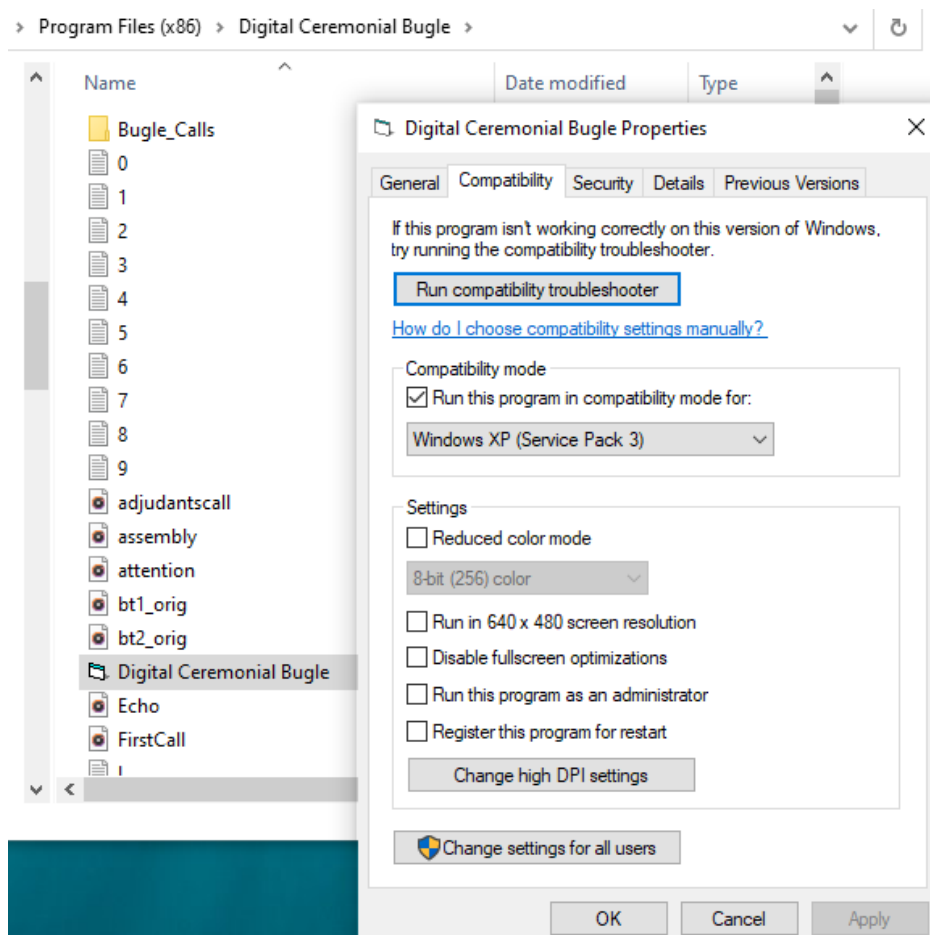 Program Files (x86) > Digital Ceremonial Bugle >
Name
Date modified
Type
Bugle_Calls
0
1
2
3
4
5
6
7
8
9
adjudantscall
assembly
attention
bt1_orig
bt2_orig
Digital Ceremonial Bugle
Echo
FirstCall
Digital Ceremonial Bugle Properties
General Compatibility Security Details Previous Versions
If this program isn't working correctly on this version of Windows,
try running the compatibility troubleshooter.
Run compatibility troubleshooter
How do I choose compatibility settings manually?
Compatibility mode
Run this program in compatibility mode for:
Windows XP (Service Pack 3)
Settings
Reduced color mode
8-bit (256) color
Run in 640 x 480 screen resolution
Disable fullscreen optimizations
Run this program as an administrator
Register this program for restart
Change high DPI settings
Change settings for all users
OK Cancel Apply